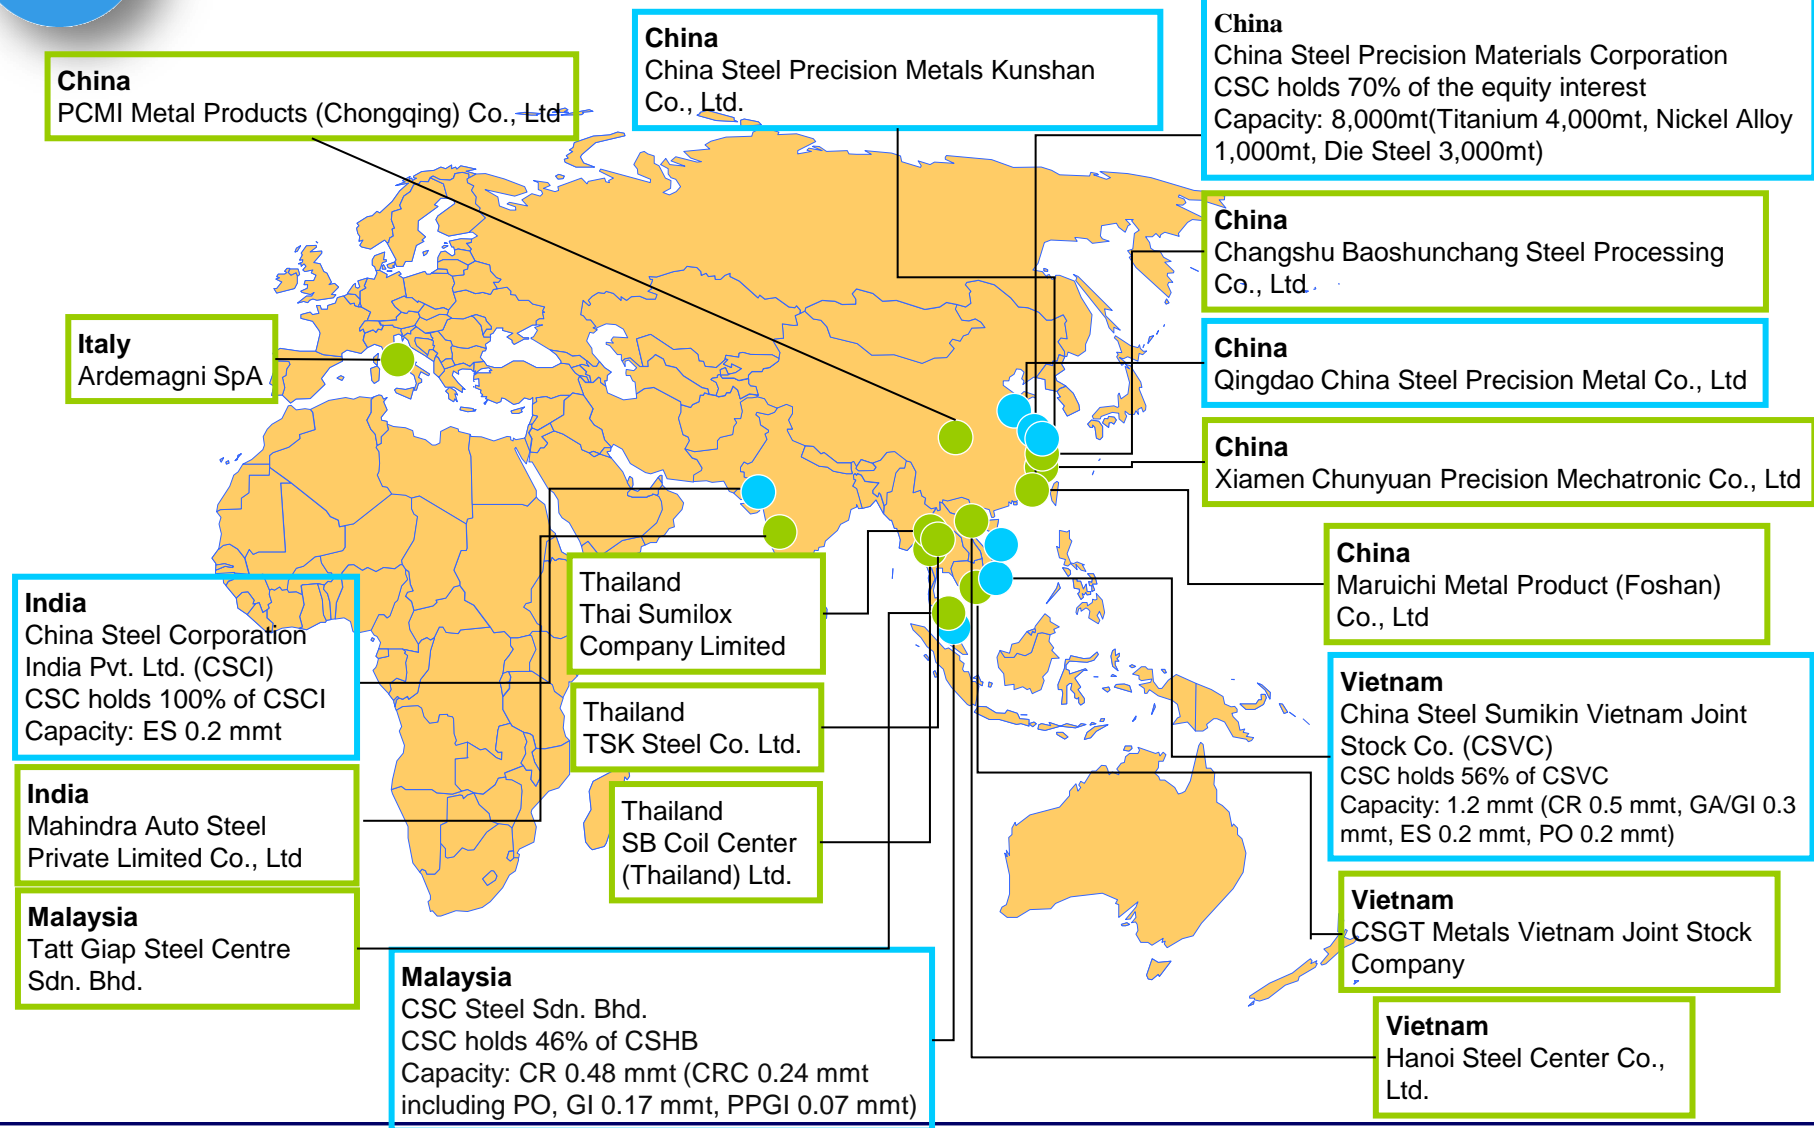 China
PCMI Metal Products (Chongqing) Co., Ltd
China
China Steel Precision Metals Kunshan
Co., Ltd.
China
China Steel Precision Materials Corporation
CSC holds 70% of the equity interest
Capacity: 8,000mt(Titanium 4,000mt, Nickel Alloy
1,000mt, Die Steel 3,000mt)
China
Changshu Baoshunchang Steel Processing
Co., Ltd
Italy
Ardemagni SpA
China
Qingdao China Steel Precision Metal Co., Ltd
China
Xiamen Chunyuan Precision Mechatronic Co., Ltd
China
Maruichi Metal Product (Foshan)
Co., Ltd
India
China Steel Corporation
India Pvt. Ltd. (CSCI)
CSC holds 100% of CSCI
Capacity: ES 0.2 mmt
Thailand
Thai Sumilox
Company Limited
Thailand
TSK Steel Co. Ltd.
Thailand
SB Coil Center
(Thailand) Ltd.
Vietnam
China Steel Sumikin Vietnam Joint
Stock Co. (CSVC)
CSC holds 56% of CSVC
Capacity: 1.2 mmt (CR 0.5 mmt, GA/GI 0.3
mmt, ES 0.2 mmt, PO 0.2 mmt)
India
Mahindra Auto Steel
Private Limited Co., Ltd
Malaysia
Tatt Giap Steel Centre
Sdn. Bhd.
Malaysia
CSC Steel Sdn. Bhd.
CSC holds 46% of CSHB
Capacity: CR 0.48 mmt (CRC 0.24 mmt
including PO, GI 0.17 mmt, PPGI 0.07 mmt)
Vietnam
CSGT Metals Vietnam Joint Stock
Company
Vietnam
Hanoi Steel Center Co.,
Ltd.